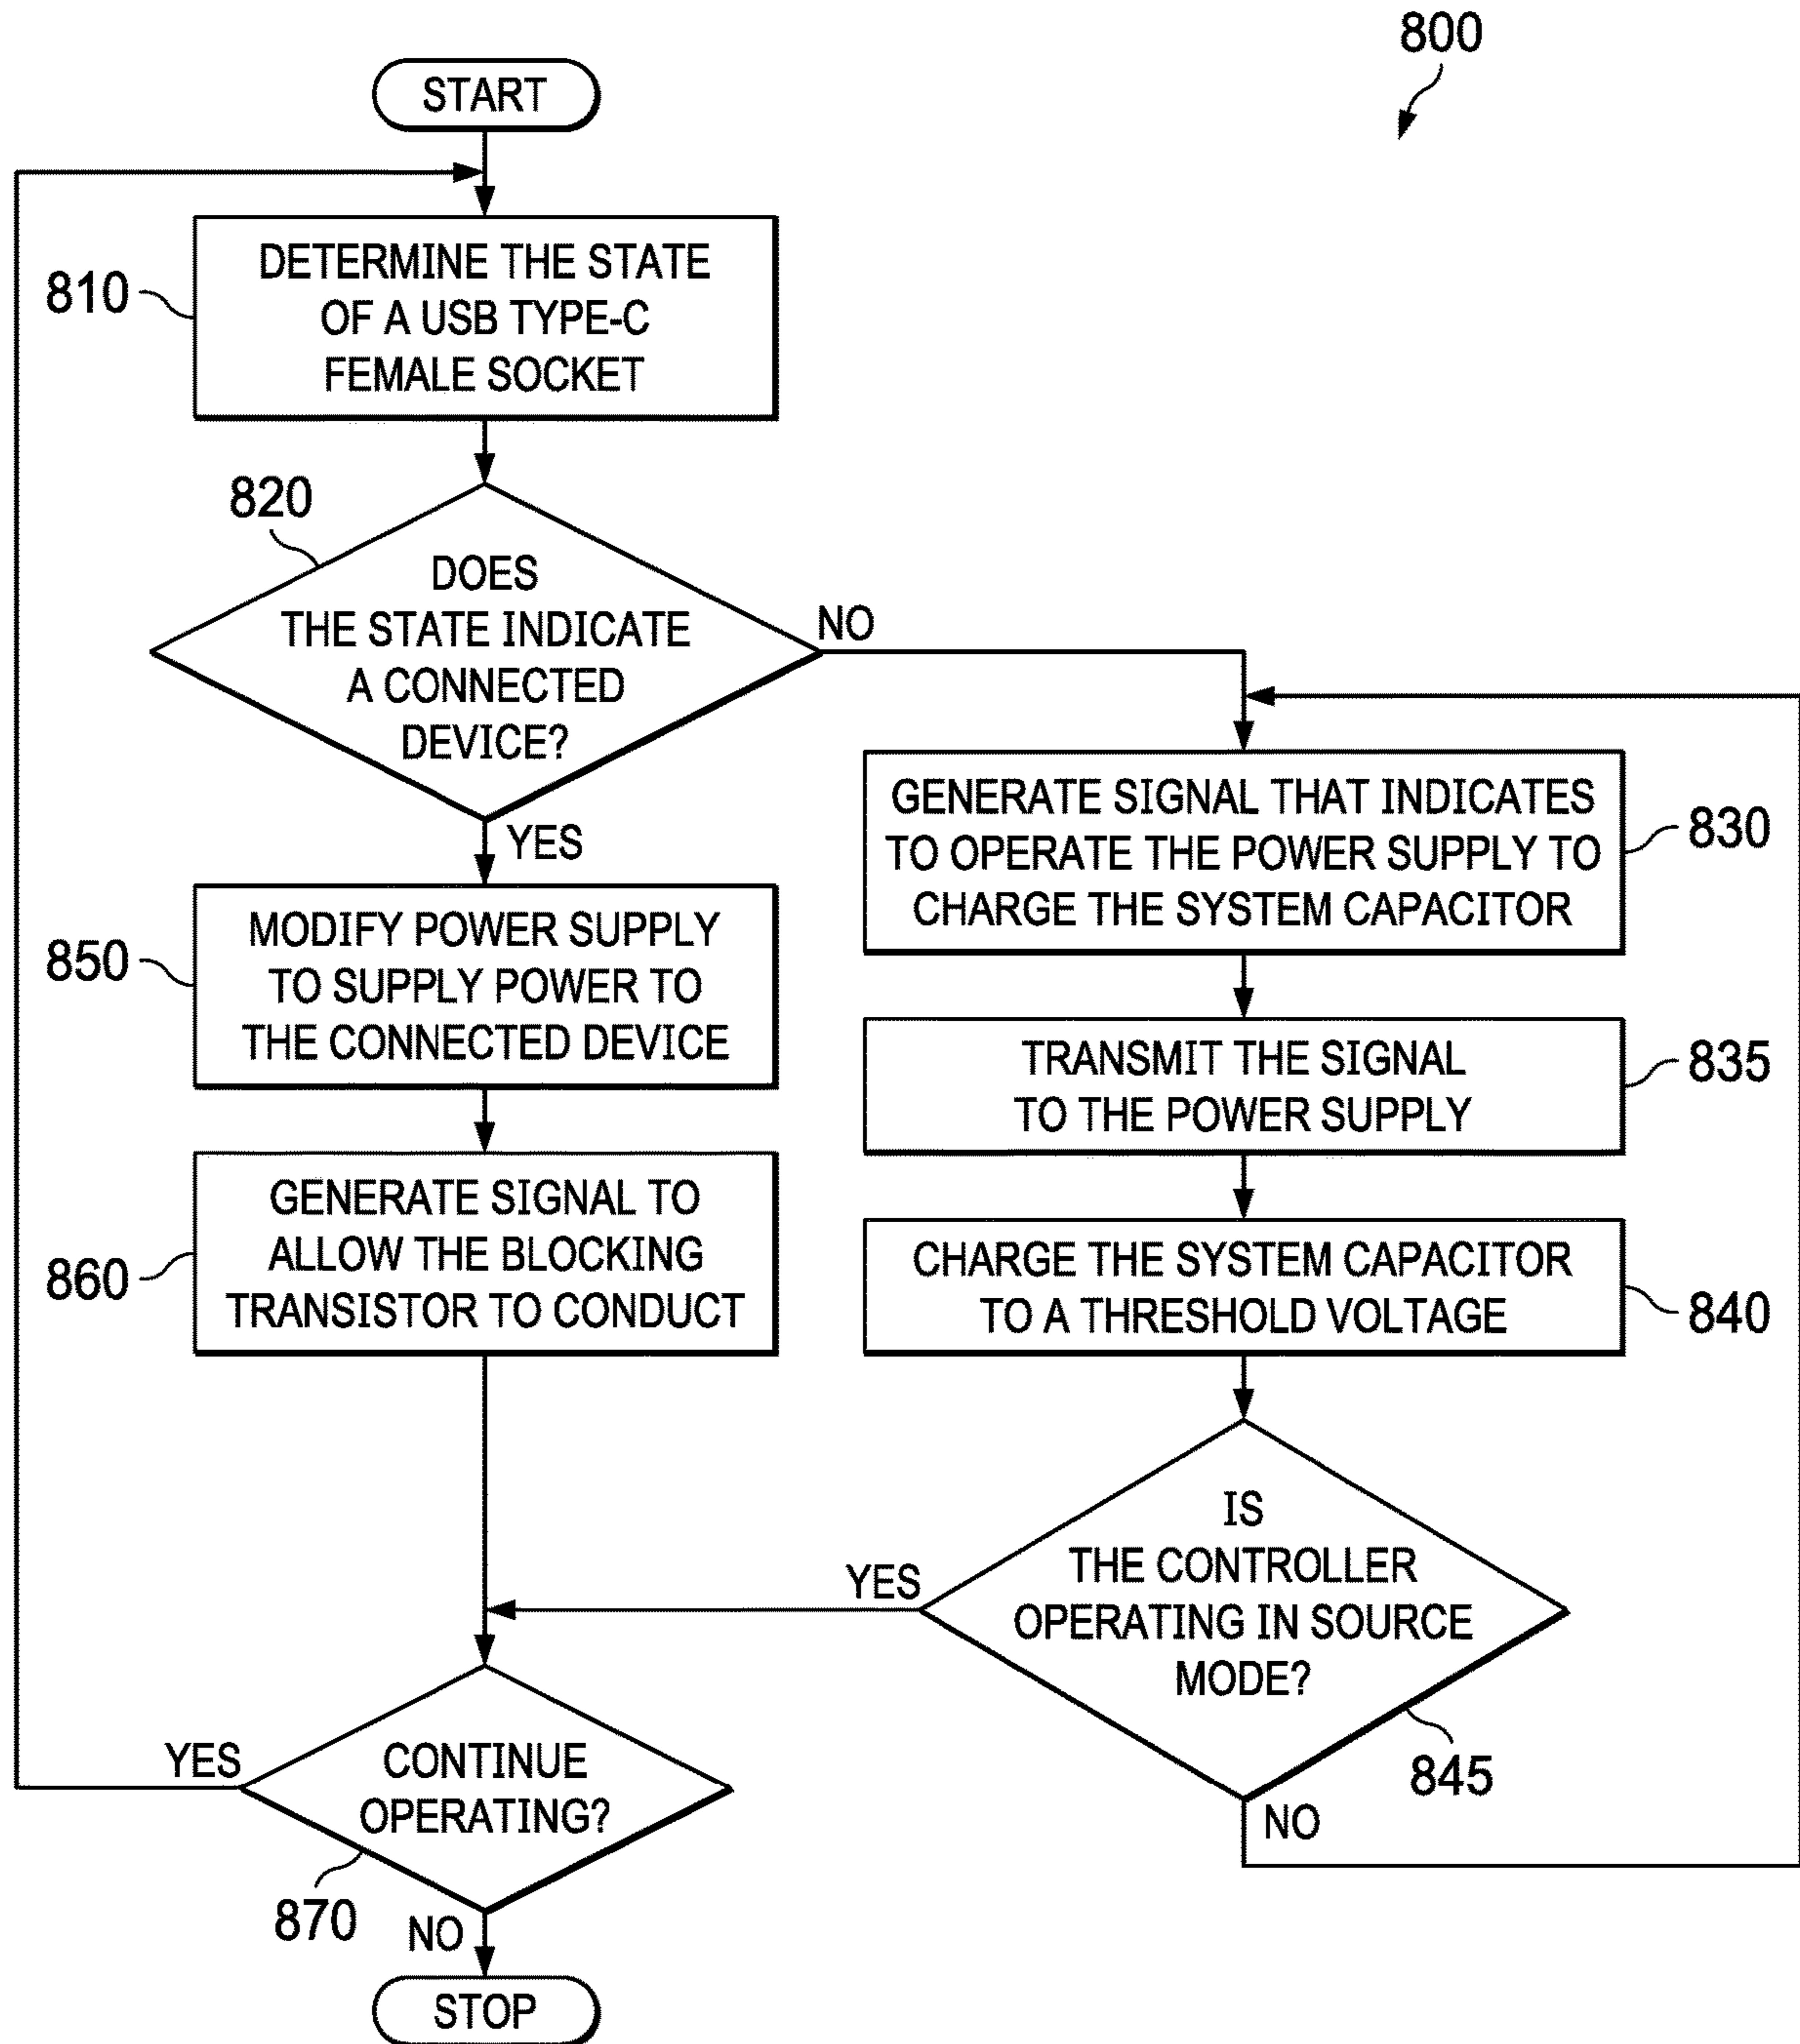 800
START
810
DETERMINE THE STATE
OF A USB TYPE-C
FEMALE SOCKET
820
DOES
THE STATE INDICATE
A CONNECTED
DEVICE?
NO
YES
GENERATE SIGNAL THAT INDICATES
TO OPERATE THE POWER SUPPLY TO
CHARGE THE SYSTEM CAPACITOR
830
850
MODIFY POWER SUPPLY
TO SUPPLY POWER TO
THE CONNECTED DEVICE
TRANSMIT THE SIGNAL
TO THE POWER SUPPLY
835
860
GENERATE SIGNAL TO
ALLOW THE BLOCKING
TRANSISTOR TO CONDUCT
CHARGE THE SYSTEM CAPACITOR
TO A THRESHOLD VOLTAGE
840
IS
THE CONTROLLER
OPERATING IN SOURCE
MODE?
YES
845
NO
YES
CONTINUE
OPERATING?
870
NO
STOP